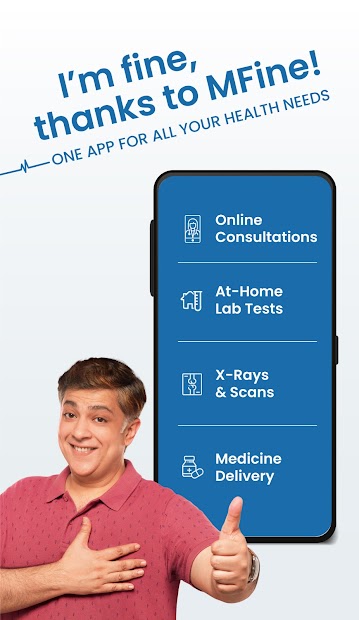 I'm fine,
thanks to MFine!
ONE APP FOR ALL YOUR HEALTH NEEDS
Online
Consultations
At-Home
Lab Tests
X-Rays
& Scans
Medicine
Delivery